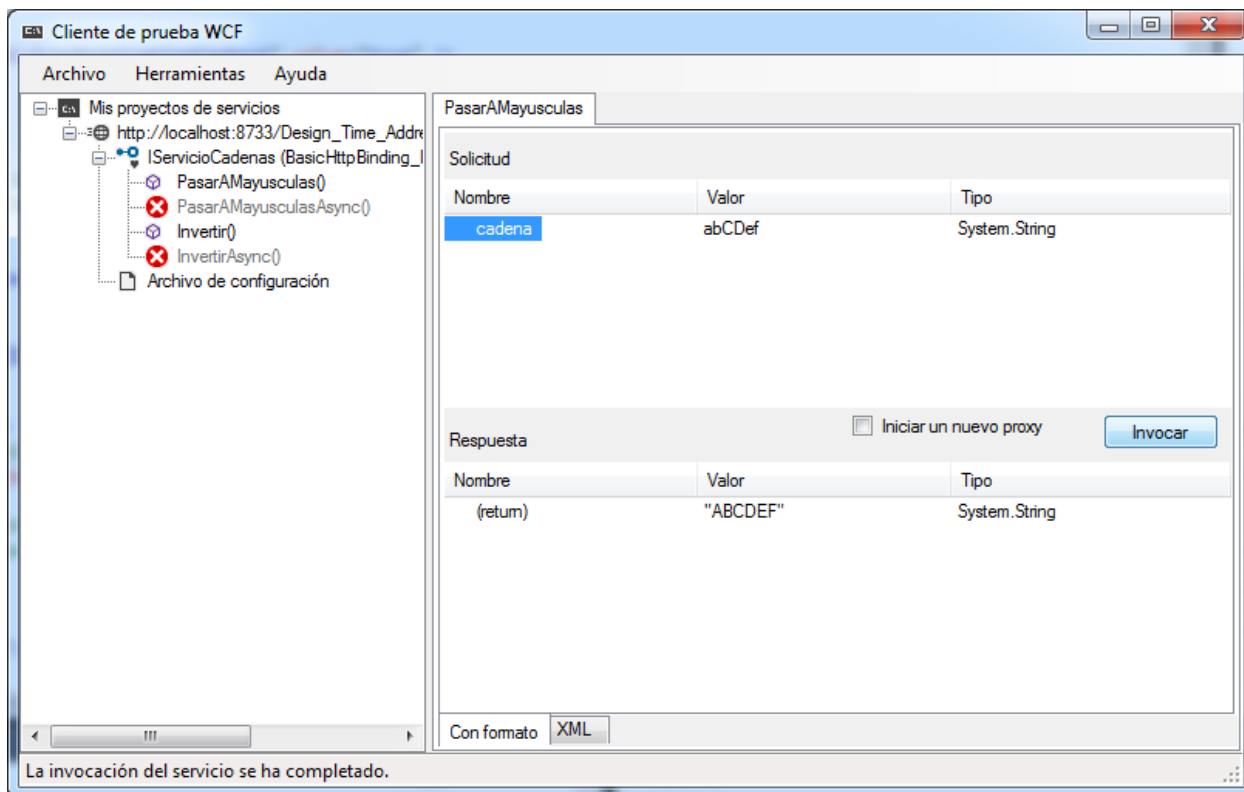 Cliente de prueba WCF
Archivo Herramientas Ayuda
Mis proyectos de servicios
http://localhost:8733/Design_Time_Addre
IServicioCadenas (BasicHttpBinding_I
PasarAMayusculas()
PasarAMayusculasAsync()
Invertir()
InvertirAsync()
Archivo de configuración
PasarAMayusculas
Solicitud
Nombre Valor Tipo
cadena abCDef System.String
Respuesta Iniciar un nuevo proxy Invocar
Nombre Valor Tipo
(return) "ABCDEF" System.String
Con formato XML
La invocación del servicio se ha completado.